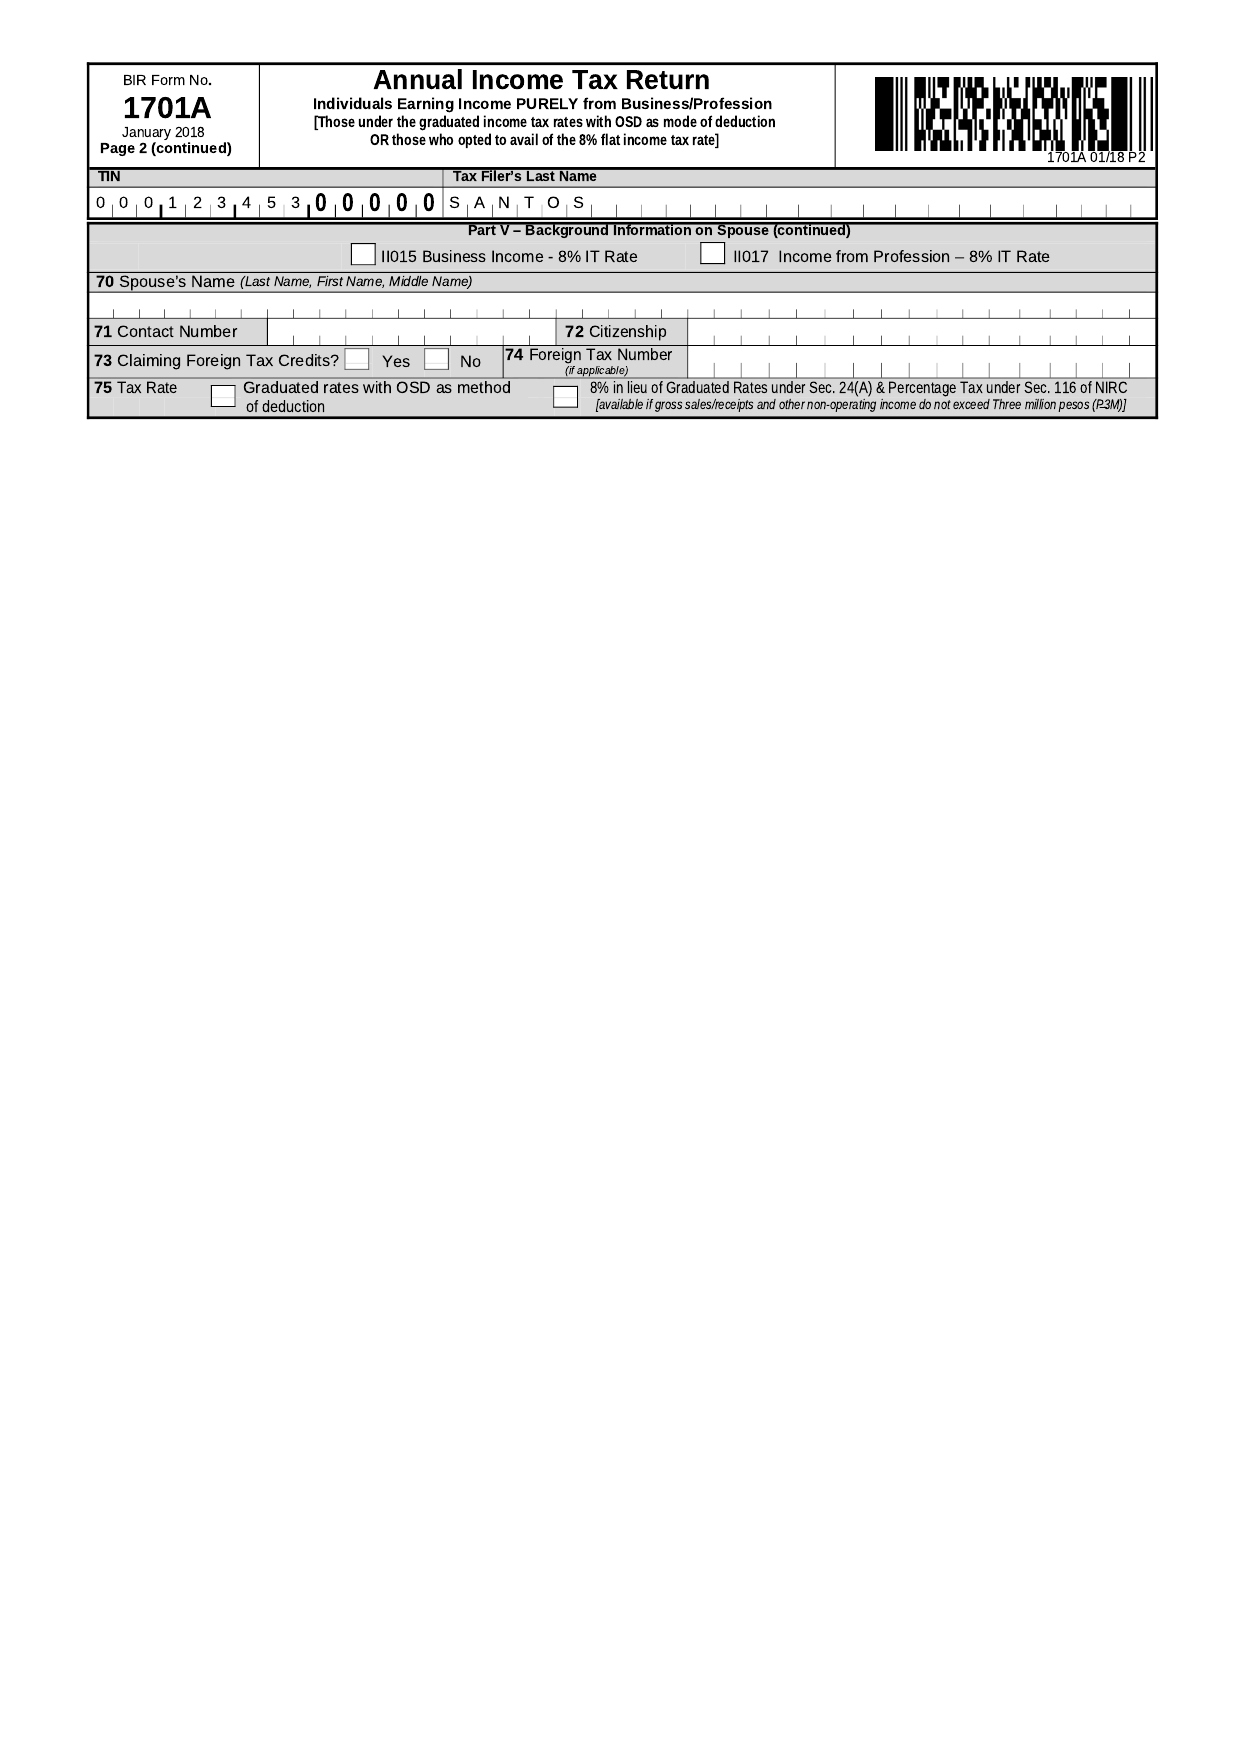 BIR Form No.
1701A
January 2018
Page 2 (continued)
Annual Income Tax Return
Individuals Earning Income PURELY from Business/Profession
[Those under the graduated income tax rates with OSD as mode of deduction
OR those who opted to avail of the 8% flat income tax rate]
1701A 01/18 P2
TIN
Tax Filer's Last Name
0 0 0 1 2 3 4 5 3 0 0 0 0 0
S A N T O S
Part V – Background Information on Spouse (continued)
II015 Business Income - 8% IT Rate
II017 Income from Profession – 8% IT Rate
70 Spouse's Name (Last Name, First Name, Middle Name)
71 Contact Number
72 Citizenship
73 Claiming Foreign Tax Credits? Yes No
74 Foreign Tax Number
(if applicable)
75 Tax Rate
Graduated rates with OSD as method
of deduction
8% in lieu of Graduated Rates under Sec. 24(A) & Percentage Tax under Sec. 116 of NIRC
[available if gross sales/receipts and other non-operating income do not exceed Three million pesos (₱3M)]